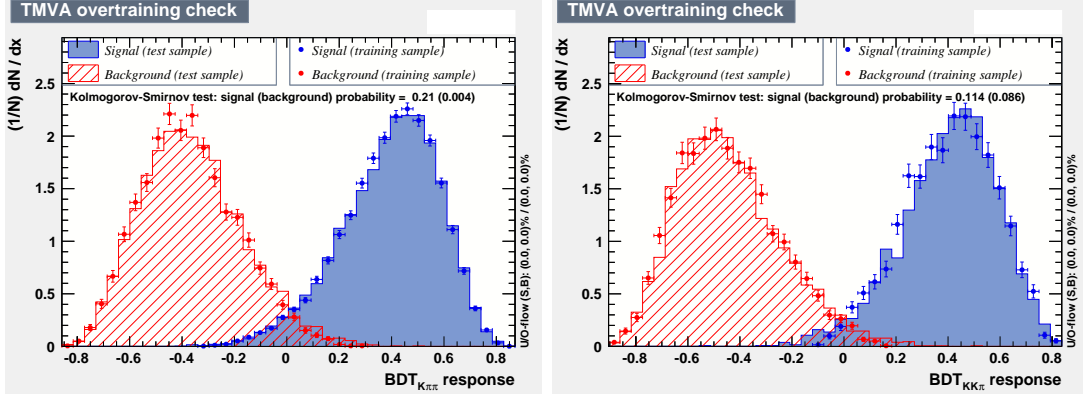 TMVA overtraining check
Signal (test sample)
Background (test sample)
Signal (training sample)
Background (training sample)
Kolmogorov-Smirnov test: signal (background) probability = 0.21 (0.004)
(1/N) dN / dx
2.5
2
1.5
1
0.5
0
-0.8 -0.6 -0.4 -0.2 0 0.2 0.4 0.6 0.8
BDT_Kππ response
U/O-flow (S,B): (0.0, 0.0)% / (0.0, 0.0)%
TMVA overtraining check
Signal (test sample)
Background (test sample)
Signal (training sample)
Background (training sample)
Kolmogorov-Smirnov test: signal (background) probability = 0.114 (0.086)
(1/N) dN / dx
2.5
2
1.5
1
0.5
0
-0.8 -0.6 -0.4 -0.2 0 0.2 0.4 0.6 0.8
BDT_KKπ response
U/O-flow (S,B): (0.0, 0.0)% / (0.0, 0.0)%